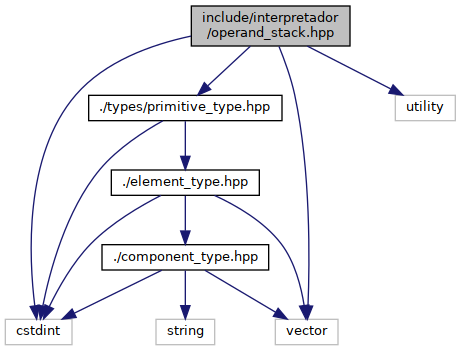 include/interpretador
/operand_stack.hpp
./types/primitive_type.hpp
utility
./element_type.hpp
./component_type.hpp
cstdint
string
vector